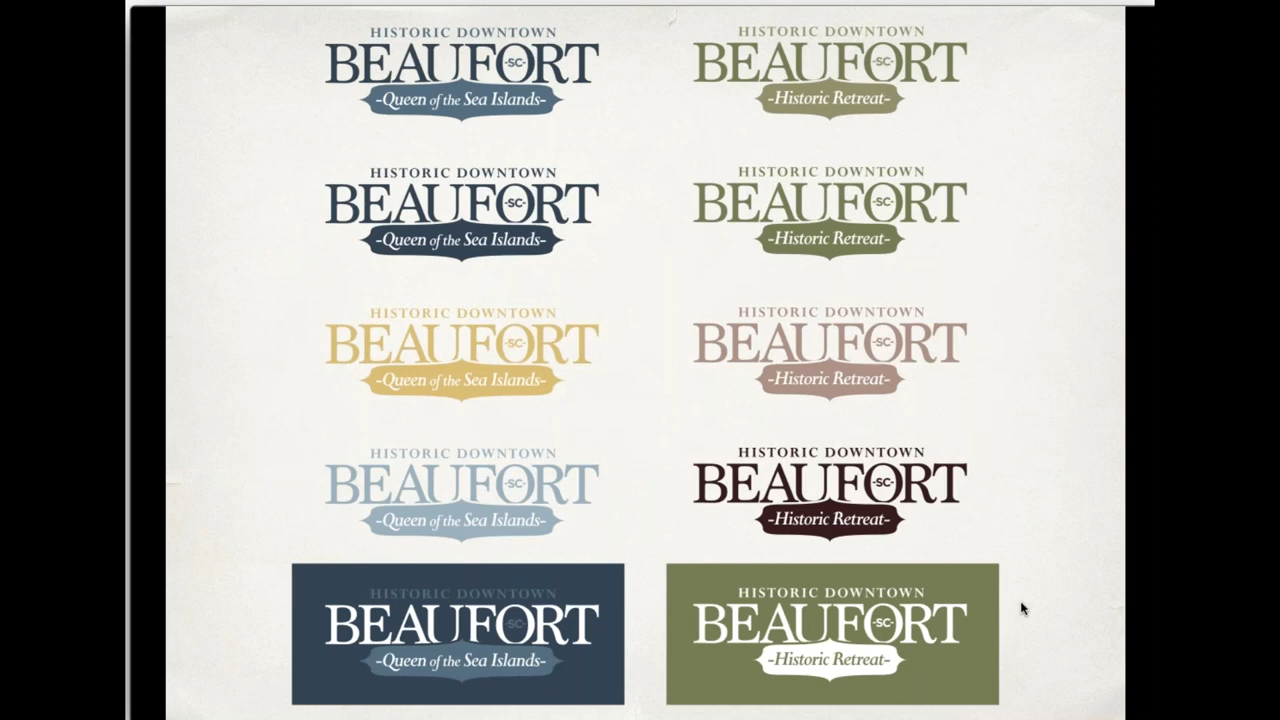 HISTORIC DOWNTOWN
BEAUFORT
-SC-
-Queen of the Sea Islands-
HISTORIC DOWNTOWN
BEAUFORT
-SC-
-Historic Retreat-
HISTORIC DOWNTOWN
BEAUFORT
-SC-
-Queen of the Sea Islands-
HISTORIC DOWNTOWN
BEAUFORT
-SC-
-Historic Retreat-
HISTORIC DOWNTOWN
BEAUFORT
-SC-
-Queen of the Sea Islands-
HISTORIC DOWNTOWN
BEAUFORT
-SC-
-Historic Retreat-
HISTORIC DOWNTOWN
BEAUFORT
-SC-
-Queen of the Sea Islands-
HISTORIC DOWNTOWN
BEAUFORT
-SC-
-Historic Retreat-
HISTORIC DOWNTOWN
BEAUFORT
-SC-
-Queen of the Sea Islands-
HISTORIC DOWNTOWN
BEAUFORT
-SC-
-Historic Retreat-